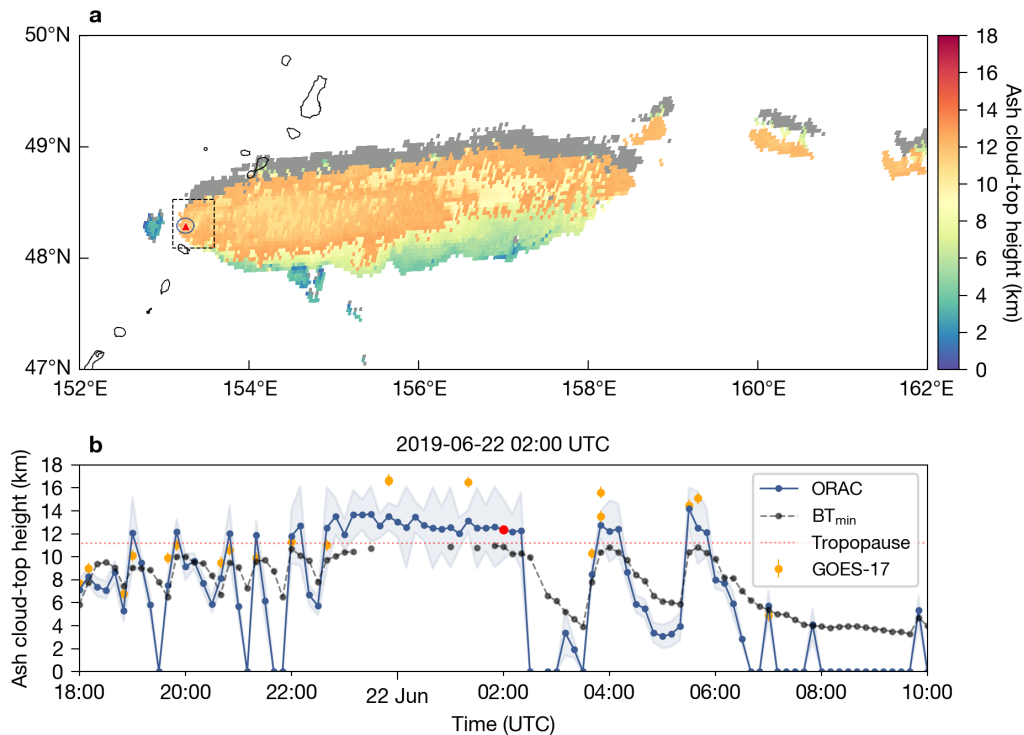 a
50°N
49°N
48°N
47°N
152°E 154°E 156°E 158°E 160°E 162°E
18
16
14
12
10
8
6
4
2
0
Ash cloud-top height (km)
b
2019-06-22 02:00 UTC
Ash cloud-top height (km)
18
16
14
12
10
8
6
4
2
0
ORAC
BTmin
Tropopause
GOES-17
18:00 20:00 22:00 22 Jun 02:00 04:00 06:00 08:00 10:00
Time (UTC)